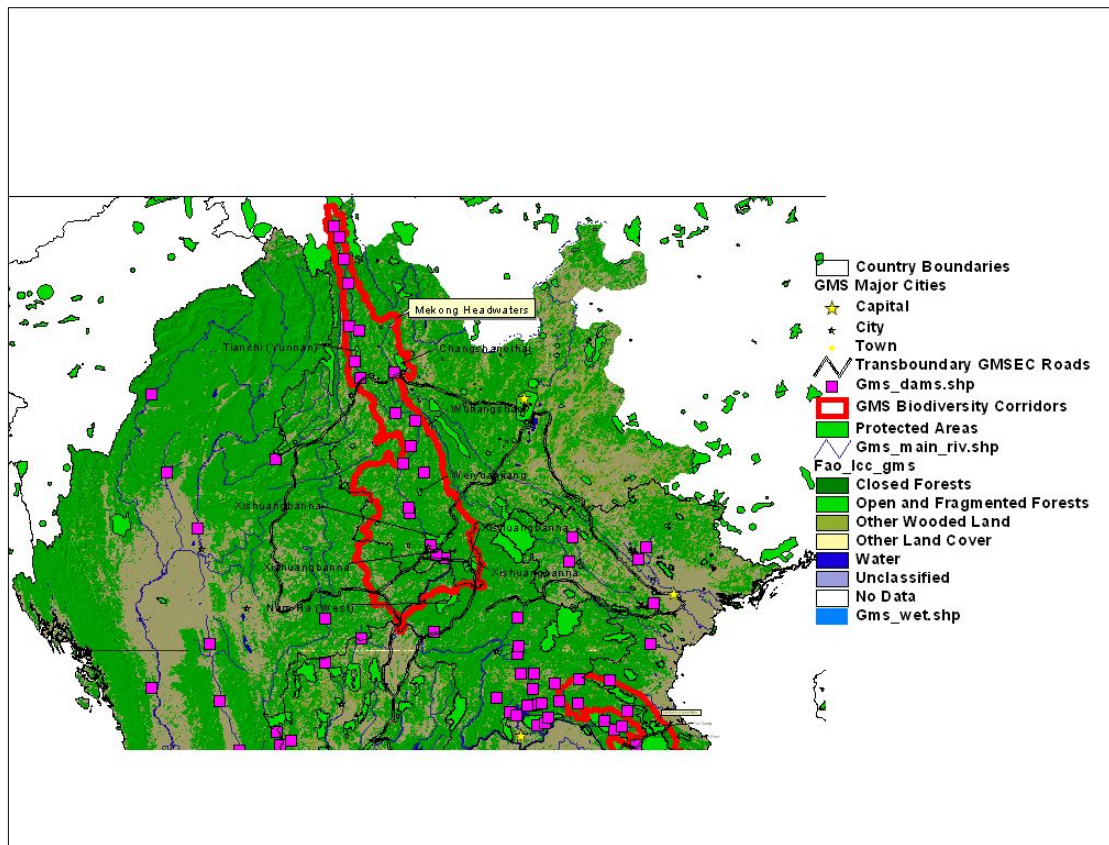 Mekong Headwaters
Tianchi (Yunnan)
Changshanerhai
Wuliangshan
Weiyuankang
Xishuangbanna
Xishuangbanna
Xishuangbanna
Xishuangbanna
Nam Ha (West)
Country Boundaries
GMS Major Cities
Capital
City
Town
Transboundary GMSEC Roads
Gms_dams.shp
GMS Biodiversity Corridors
Protected Areas
Gms_main_riv.shp
Fao_lcc_gms
Closed Forests
Open and Fragmented Forests
Other Wooded Land
Other Land Cover
Water
Unclassified
No Data
Gms_wet.shp